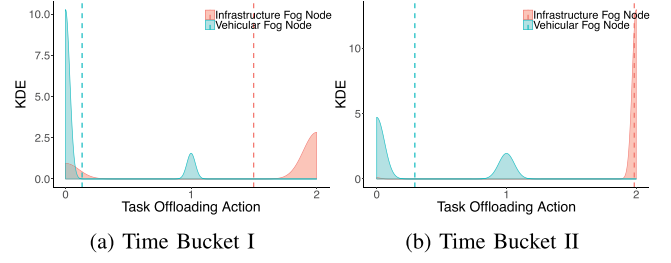 Infrastructure Fog Node
Vehicular Fog Node
10.0
7.5
5.0
2.5
0.0
KDE
0 1 2
Task Offloading Action
(a) Time Bucket I
Infrastructure Fog Node
Vehicular Fog Node
10
5
0
KDE
0 1 2
Task Offloading Action
(b) Time Bucket II